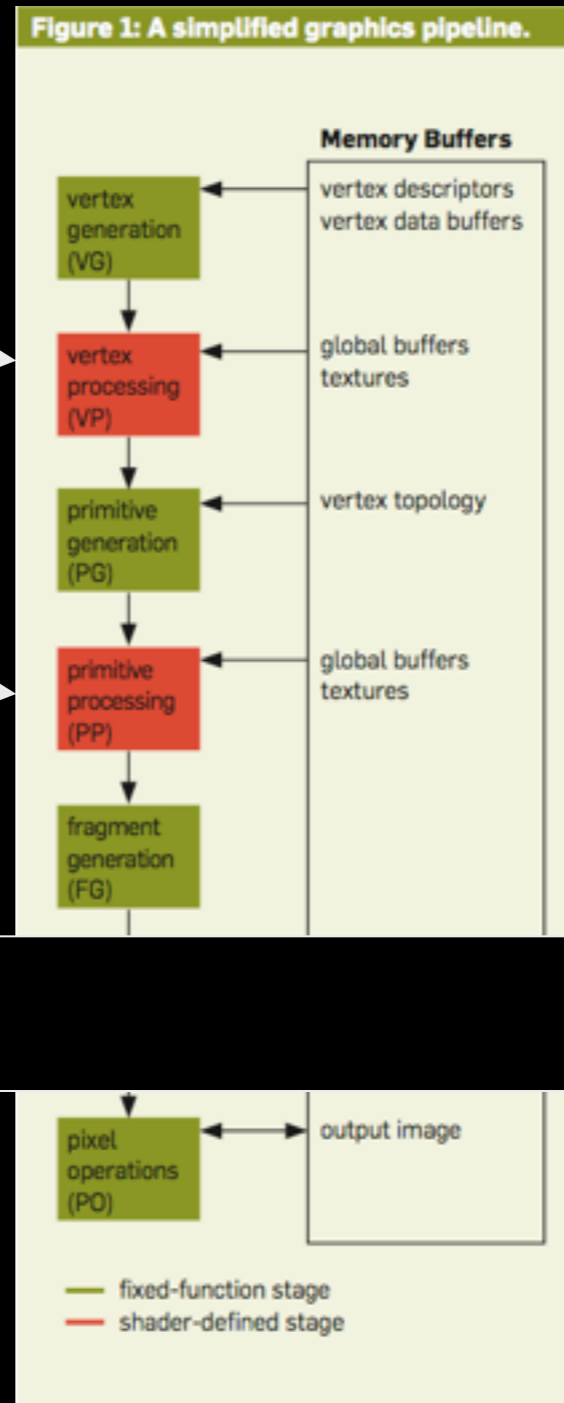 Figure 1: A simplified graphics pipeline.
Memory Buffers
vertex
generation
(VG)
vertex descriptors
vertex data buffers
vertex
processing
(VP)
global buffers
textures
primitive
generation
(PG)
vertex topology
primitive
processing
(PP)
global buffers
textures
fragment
generation
(FG)
pixel
operations
(PO)
output image
fixed-function stage
shader-defined stage